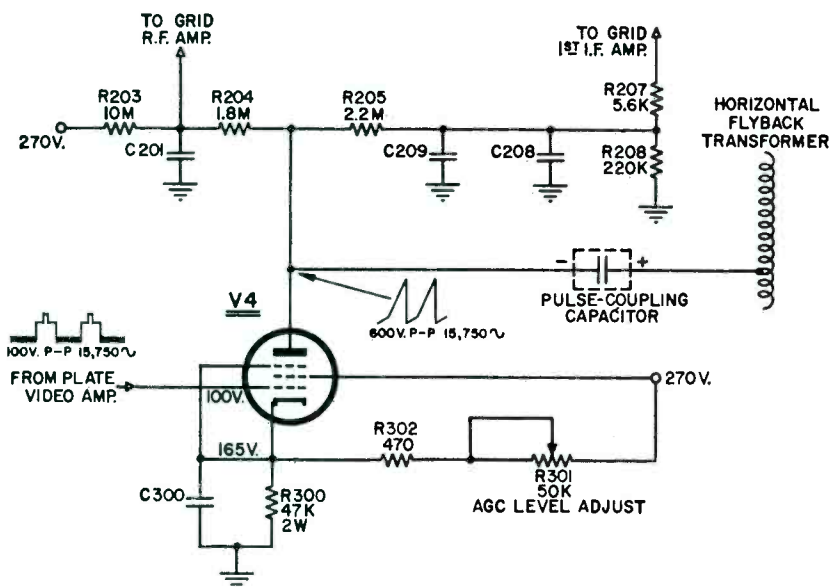 TO GRID
R.F. AMP.
TO GRID
1ST I.F. AMP.
R203
10M
R204
1.8M
R205
2.2M
R207
5.6K
HORIZONTAL
FLYBACK
TRANSFORMER
270V.
C201
C209
C208
R208
220K
- +
PULSE-COUPLING
CAPACITOR
V4
600V. P-P 15,750~
100V. P-P 15,750~
FROM PLATE
VIDEO AMP.
100V.
270V.
165V.
R302
470
R301
50K
AGC LEVEL ADJUST
C300
R300
47K
2W